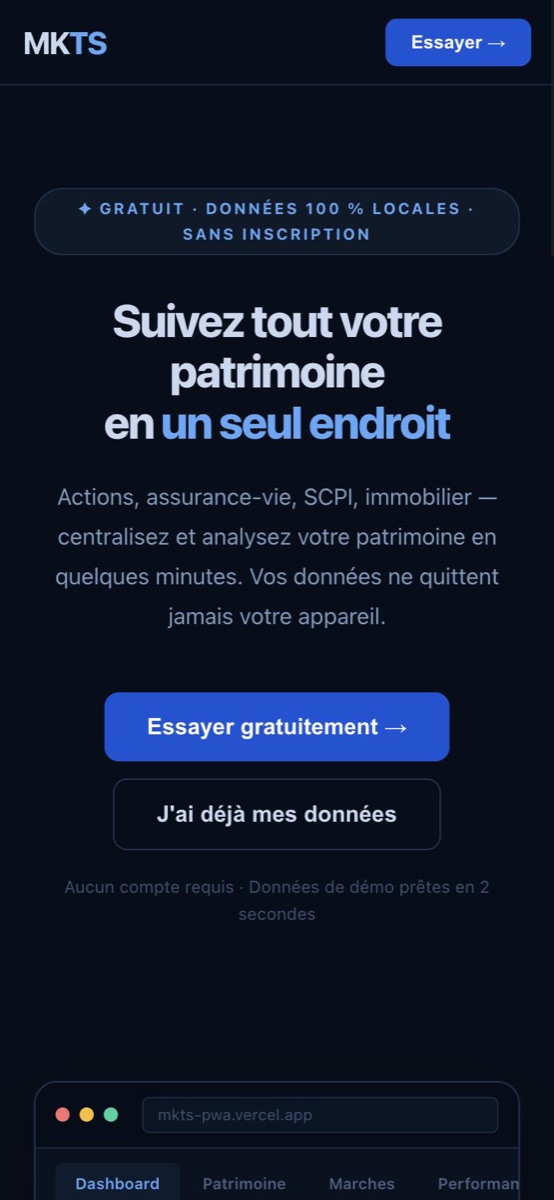 MKTS
Essayer →
✦ GRATUIT · DONNÉES 100 % LOCALES ·
SANS INSCRIPTION
Suivez tout votre
patrimoine
en un seul endroit
Actions, assurance-vie, SCPI, immobilier —
centralisez et analysez votre patrimoine en
quelques minutes. Vos données ne quittent
jamais votre appareil.
Essayer gratuitement →
J'ai déjà mes données
Aucun compte requis · Données de démo prêtes en 2
secondes
mkts-pwa.vercel.app
Dashboard Patrimoine Marches Performan